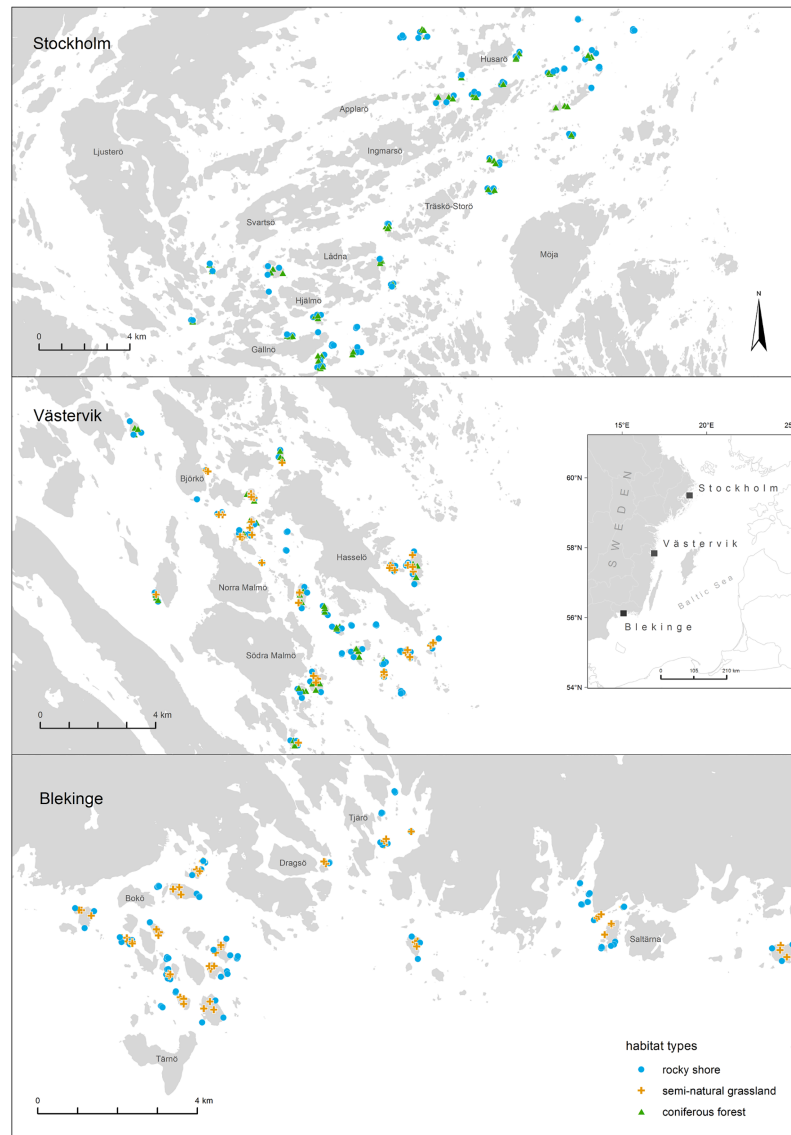 Stockholm
Husarö
Applarö
Ingmarsö
Ljusterö
Träskö-Storö
Svartsö
Lådna
Möja
Hjälmö
Gällnö
N
0 4 km
Västervik
Björkö
Hasselö
Norra Malmö
Södra Malmö
0 4 km
15°E 20°E 25°E
60°N
58°N
56°N
54°N
SWEDEN
Stockholm
Västervik
Baltic Sea
Blekinge
0 105 210 km
Blekinge
Tjärö
Dragsö
Bokö
Saltärna
Tärnö
0 4 km
habitat types
rocky shore
semi-natural grassland
coniferous forest